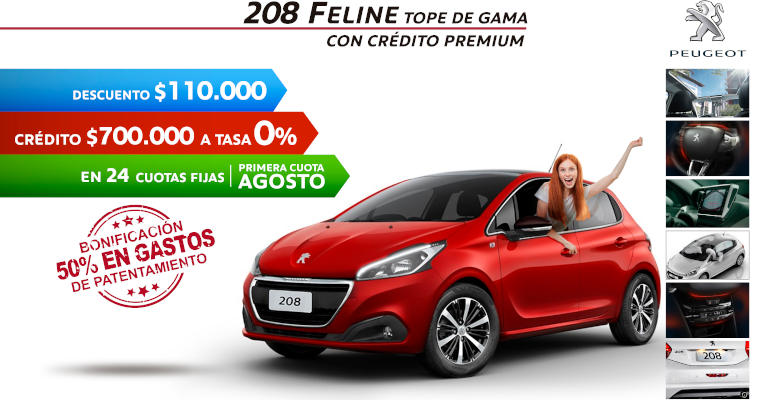 208 FELINE TOPE DE GAMA
CON CRÉDITO PREMIUM
PEUGEOT
DESCUENTO $110.000
CRÉDITO $700.000 A TASA 0%
EN 24 CUOTAS FIJAS | PRIMERA CUOTA
AGOSTO
BONIFICACIÓN
50% EN GASTOS
DE PATENTAMIENTO
208
208